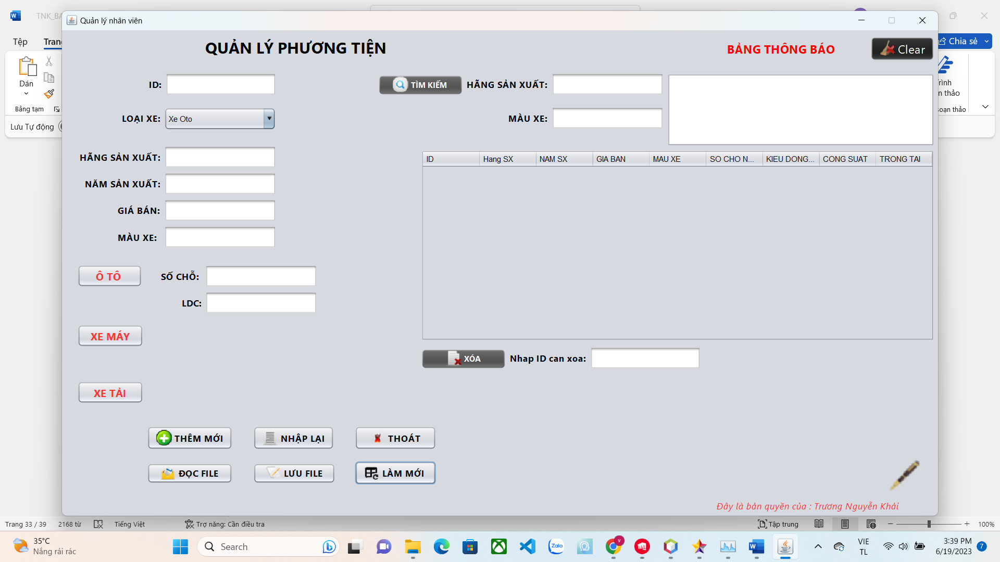 TNK_BA
Quản lý nhân viên
Tệp
Trang
Chia sẻ
QUẢN LÝ PHƯƠNG TIỆN
BẢNG THÔNG BÁO
Clear
Dán
Bảng tạm
Lưu Tự động
n thảo
soạn thảo
ID:
TÌM KIẾM
HÃNG SẢN XUẤT:
LOẠI XE:
Xe Oto
MÀU XE:
HÃNG SẢN XUẤT:
NĂM SẢN XUẤT:
GIÁ BÁN:
MÀU XE:
ID Hang SX NAM SX GIA BAN MAU XE SO CHO N... KIEU DONG... CONG SUAT TRONG TAI
Ô TÔ
SỐ CHỖ:
LDC:
XE MÁY
XÓA
Nhap ID can xoa:
XE TẢI
THÊM MỚI
NHẬP LẠI
THOÁT
ĐỌC FILE
LƯU FILE
LÀM MỚI
Đây là bản quyền của : Trương Nguyễn Khải
Trang 33 / 39
2168 từ
Tiếng Việt
Trợ năng: Cần điều tra
Tập trung
100%
35°C
Nắng rải rác
Search
Zalo
V
VIE
TL
3:39 PM
6/19/2023
7